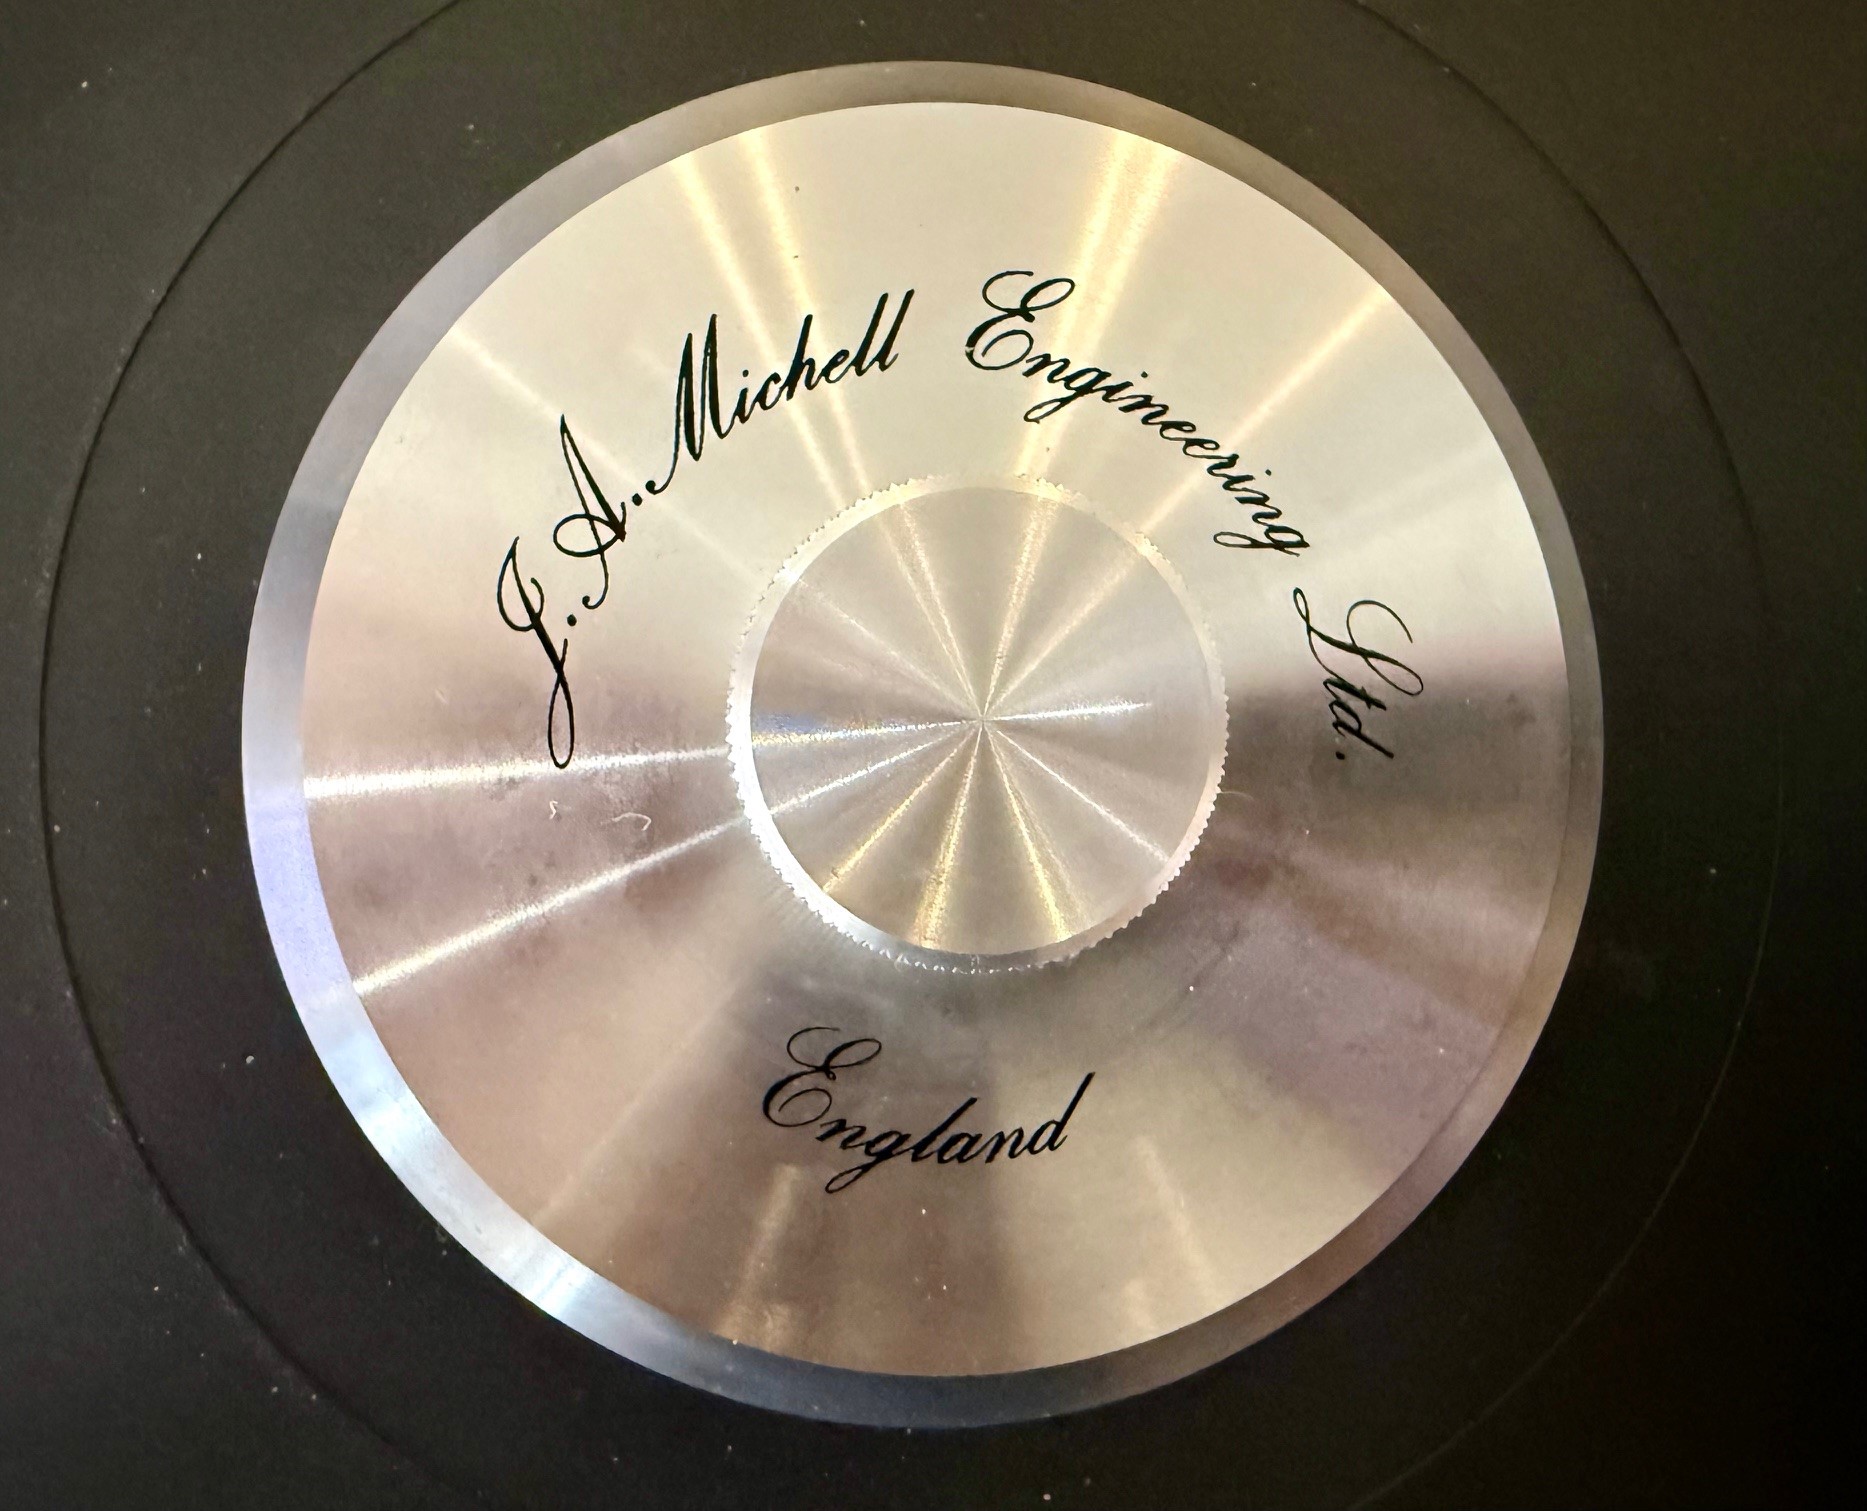 J. A. Michell Engineering Ltd.
England